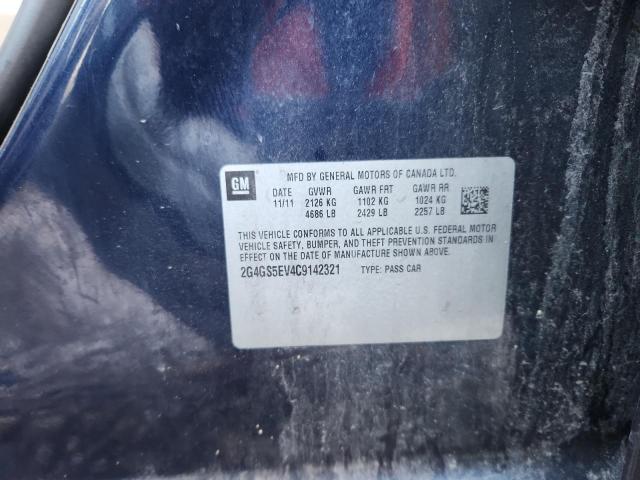 GM
MFD BY GENERAL MOTORS OF CANADA LTD.
DATE GVWR GAWR FRT GAWR RR
11/11 2126 KG 1102 KG 1024 KG
4686 LB 2429 LB 2257 LB
THIS VEHICLE CONFORMS TO ALL APPLICABLE U.S. FEDERAL MOTOR
VEHICLE SAFETY, BUMPER, AND THEFT PREVENTION STANDARDS IN
EFFECT ON THE DATE OF MANUFACTURE SHOWN ABOVE.
2G4GS5EV4C9142321 TYPE: PASS CAR